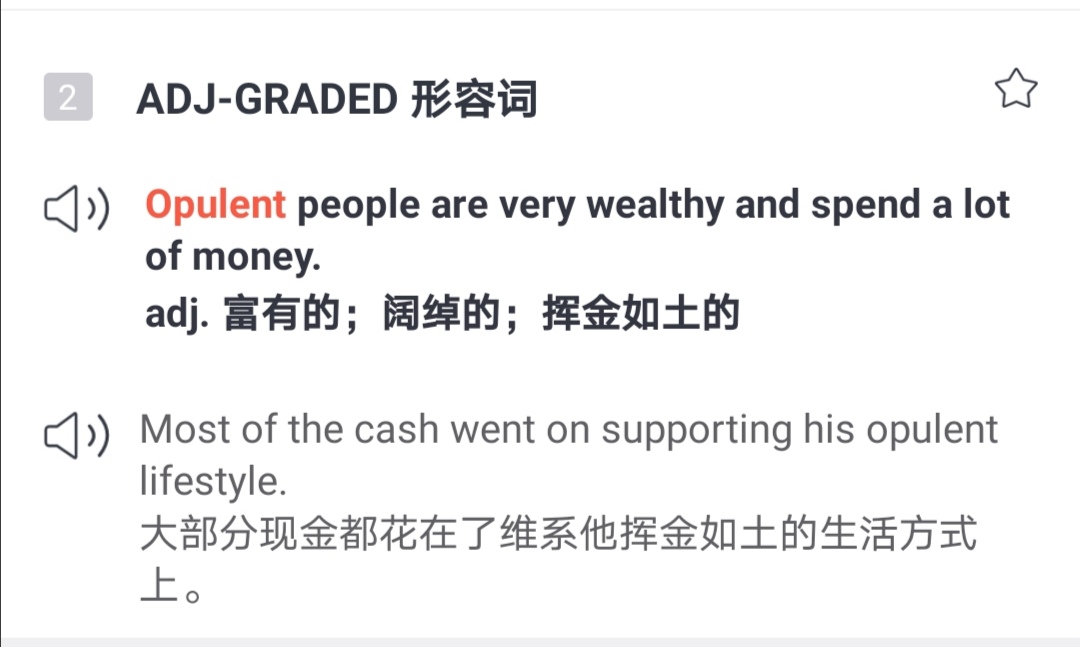 2 ADJ-GRADED 形容词
Opulent people are very wealthy and spend a lot
of money.
adj. 富有的；阔绰的；挥金如土的
Most of the cash went on supporting his opulent
lifestyle.
大部分现金都花在了维系他挥金如土的生活方式
上。